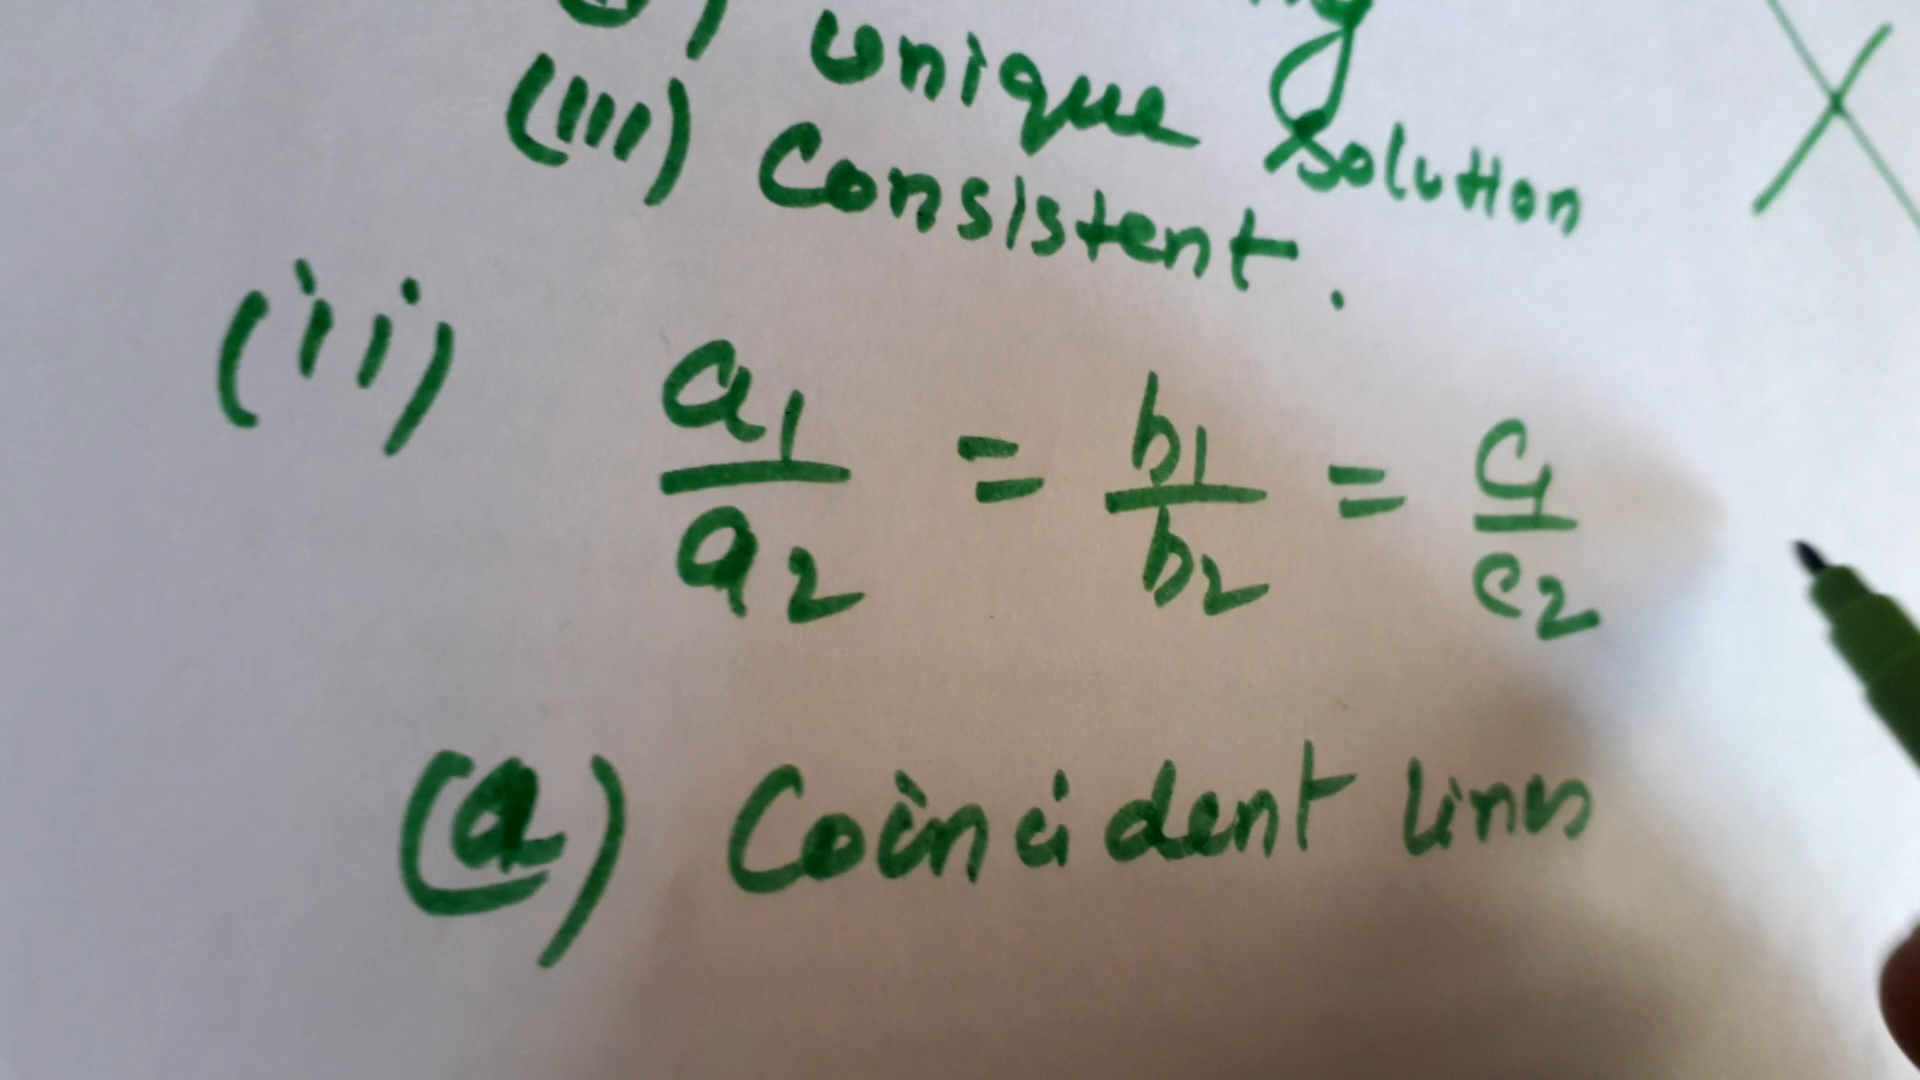 unique solution
(III) Consistent.
(ii) a1/a2 = b1/b2 = c1/c2
(a) Coincident lines